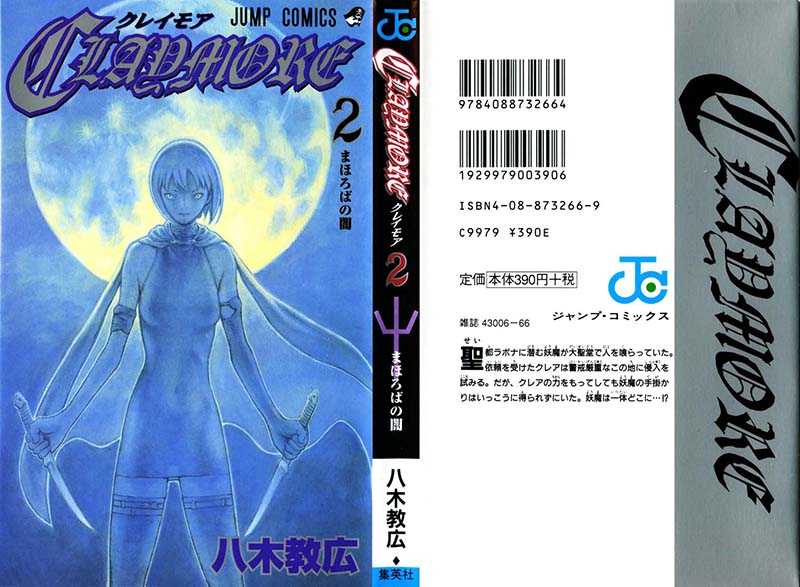 クレイモア
JUMP COMICS
CLAYMORE
2
まほろばの闇
八木教広
JC
CLAYMORE
クレイモア
2
まほろばの闇
八木教広
集英社
9784088732664
1929979003906
ISBN4-08-873266-9
C9979 ¥390E
定価 本体390円+税
JC
ジャンプ・コミックス
雑誌 43006-66
せい
聖都ラボナに潜む妖魔が大聖堂で人を喰らっていた。
依頼を受けたクレアは警戒厳重なこの地に侵入を
試みる。だが、クレアの力をもってしても妖魔の手掛か
りはいっこうに得られずにいた。妖魔は一体どこに…!?
CLAYMORE